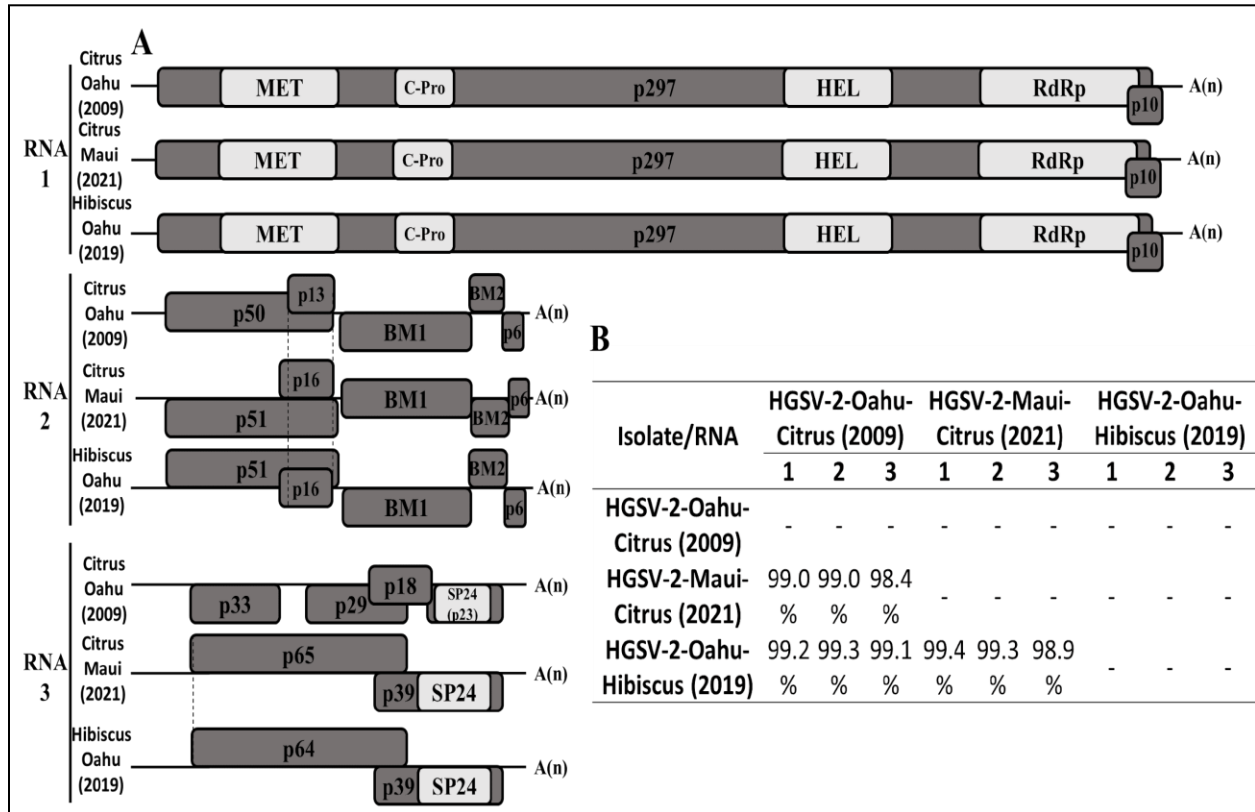 A
RNA 1
Citrus Oahu (2009)
MET C-Pro p297 HEL RdRp p10 A(n)
Citrus Maui (2021)
MET C-Pro p297 HEL RdRp p10 A(n)
Hibiscus Oahu (2019)
MET C-Pro p297 HEL RdRp p10 A(n)
RNA 2
Citrus Oahu (2009)
p50 p13 BM1 BM2 p6 A(n)
Citrus Maui (2021)
p51 p16 BM1 BM2 p6 A(n)
Hibiscus Oahu (2019)
p51 p16 BM1 BM2 p6 A(n)
RNA 3
Citrus Oahu (2009)
p33 p29 p18 SP24 (p23) A(n)
Citrus Maui (2021)
p65 p39 SP24 A(n)
Hibiscus Oahu (2019)
p64 p39 SP24 A(n)
B
Isolate/RNA
HGSV-2-Oahu-Citrus (2009)
HGSV-2-Maui-Citrus (2021)
HGSV-2-Oahu-Hibiscus (2019)
1 2 3 1 2 3 1 2 3
HGSV-2-Oahu-Citrus (2009) - - - - - - - - -
HGSV-2-Maui-Citrus (2021) 99.0 % 99.0 % 98.4 % - - - - - -
HGSV-2-Oahu-Hibiscus (2019) 99.2 % 99.3 % 99.1 % 99.4 % 99.3 % 98.9 % - - -